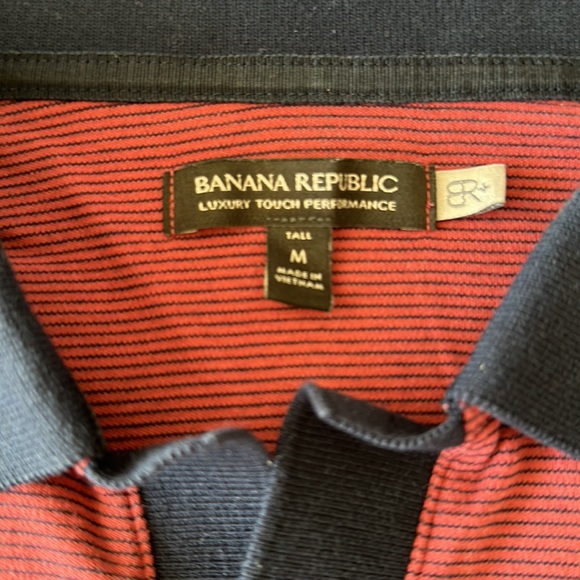 BANANA REPUBLIC
LUXURY TOUCH PERFORMANCE
BR+
TALL
M
MADE IN
VIETNAM